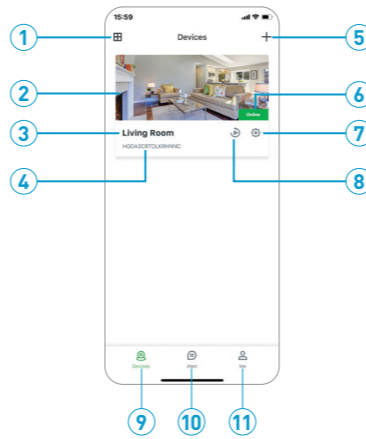 15:59
1
Devices
5
2
6
Online
3
Living Room
7
4
HGDASCRTDLKRHNNC
8
Devices
Alert
Me
9
10
11